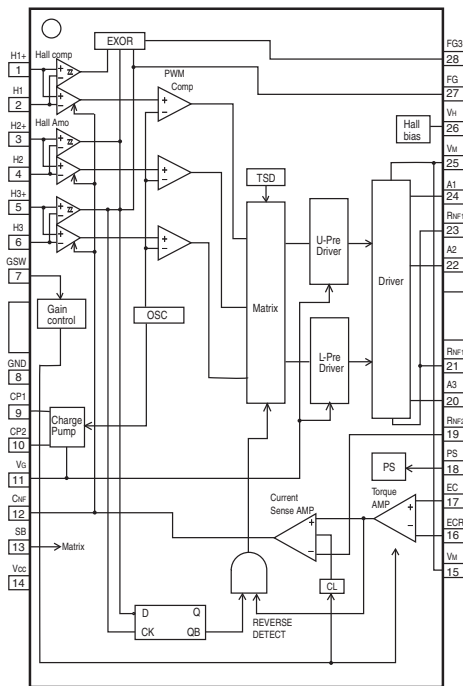 EXOR
FG3
28
H1+
Hall comp
1
PWM
Comp
FG
27
H1
2
H2+
Hall Amo
3
VH
Hall
bias
26
H2
4
VM
25
H3+
5
TSD
A1
24
H3
6
RNF1
23
U-Pre
Driver
Driver
A2
22
GSW
7
Gain
control
OSC
Matrix
GND
8
L-Pre
Driver
RNF1
21
CP1
9
Charge
Pump
A3
20
CP2
10
RNF2
19
VG
11
PS
PS
18
CNF
12
Current
Sense AMP
Torque
AMP
EC
17
SB
13
Matrix
ECR
16
VCC
14
VM
15
CL
D
Q
CK
QB
REVERSE
DETECT